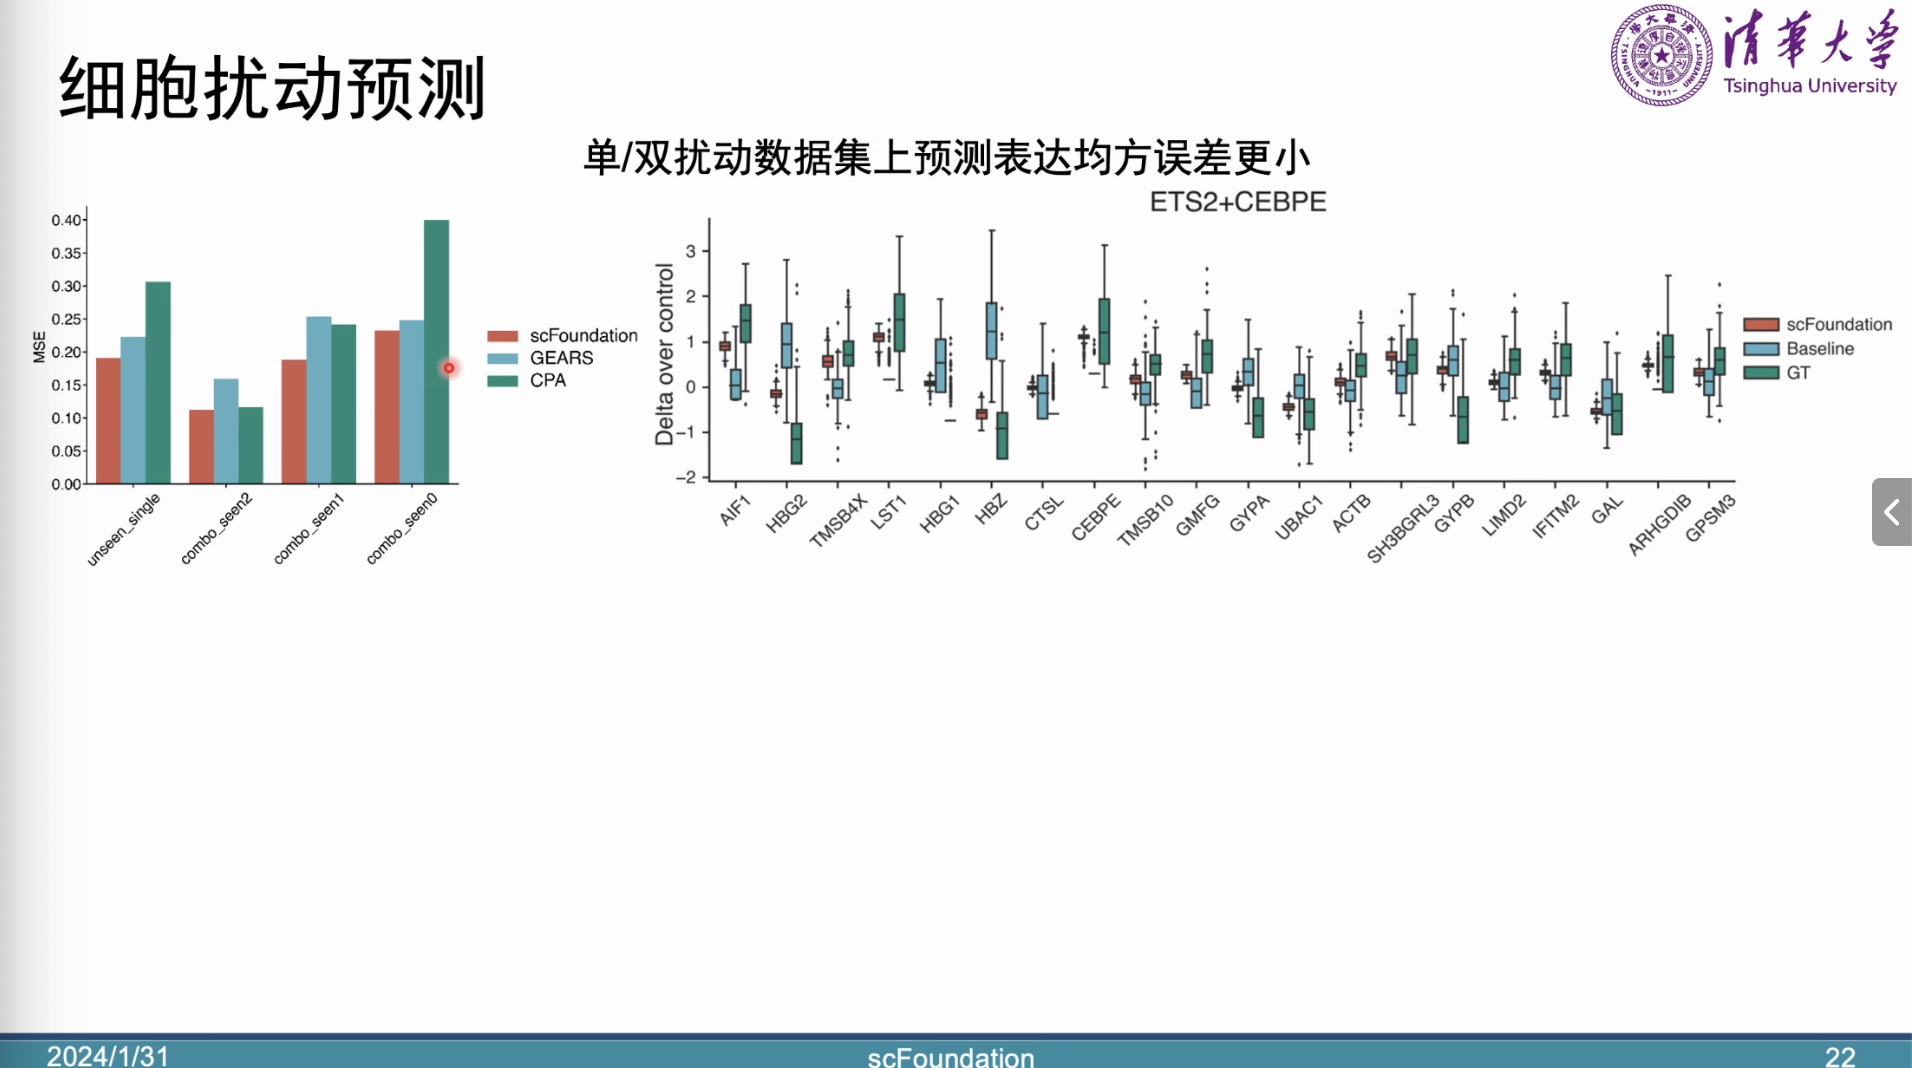 细胞扰动预测
清华大学
Tsinghua University
TSINGHUA UNIVERSITY
-1911-
单/双扰动数据集上预测表达均方误差更小
MSE
0.40
0.35
0.30
0.25
0.20
0.15
0.10
0.05
0.00
unseen_single
combo_seen2
combo_seen1
combo_seen0
scFoundation
GEARS
CPA
ETS2+CEBPE
Delta over control
3
2
1
0
−1
−2
AIF1
HBG2
TMSB4X
LST1
HBG1
HBZ
CTSL
CEBPE
TMSB10
GMFG
GYPA
UBAC1
ACTB
SH3BGRL3
GYPB
LIMD2
IFITM2
GAL
ARHGDIB
GPSM3
scFoundation
Baseline
GT
2024/1/31
scFoundation
22